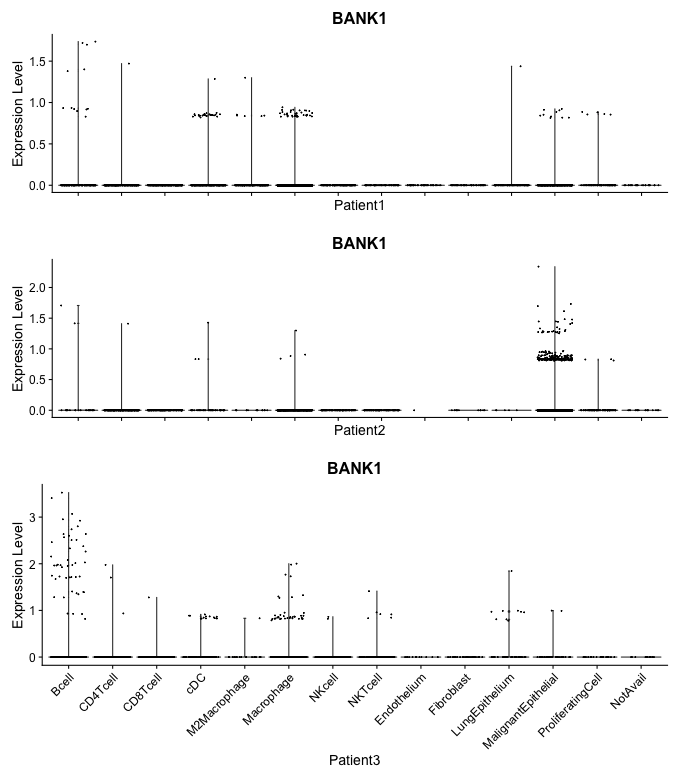 BANK1
Expression Level
1.5
1.0
0.5
0.0
Patient1
BANK1
Expression Level
2.0
1.5
1.0
0.5
0.0
Patient2
BANK1
Expression Level
3
2
1
0
Bcell
CD4Tcell
CD8Tcell
cDC
M2Macrophage
Macrophage
NKcell
NKTcell
Endothelium
Fibroblast
LungEpithelium
MalignantEpithelial
ProliferatingCell
NotAvail
Patient3